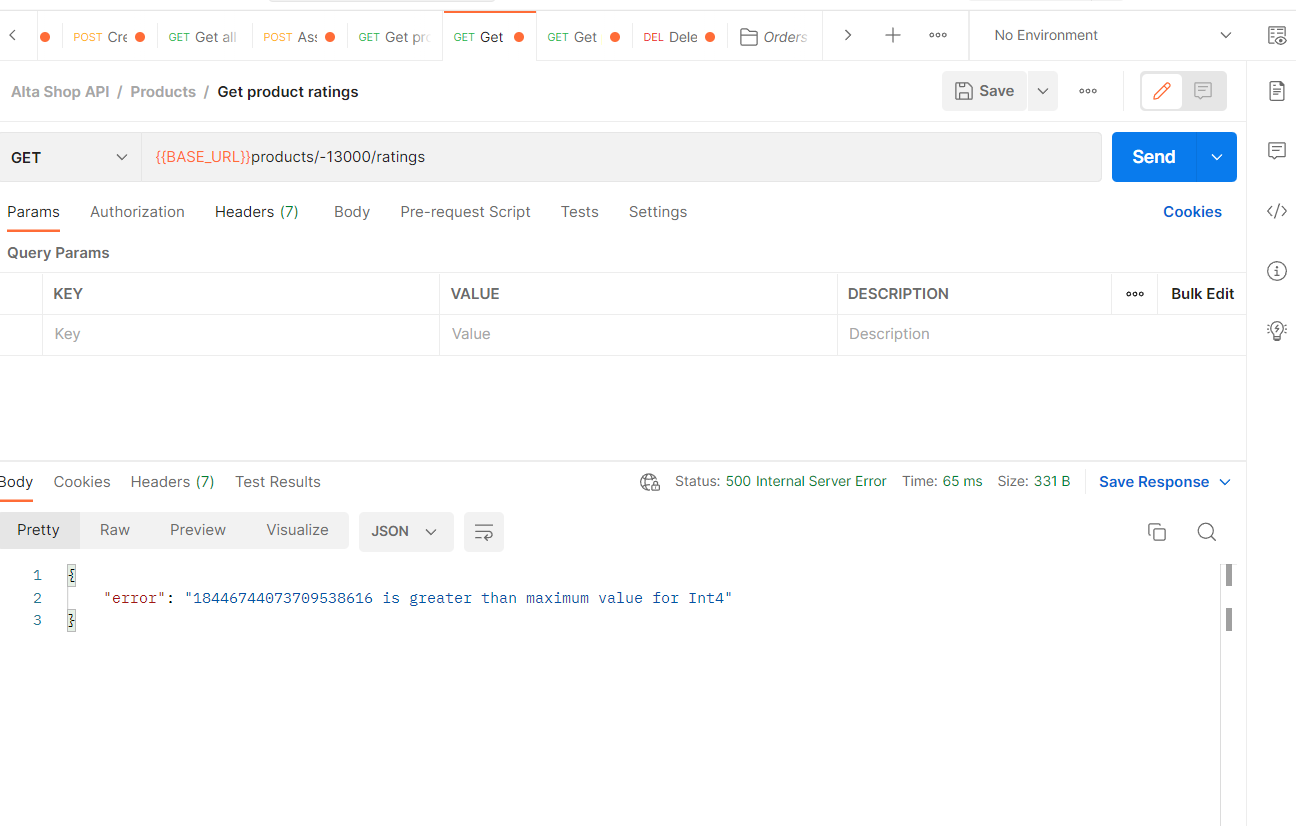 POST Cre GET Get all POST Ass GET Get pro GET Get GET Get DEL Dele Orders No Environment
Alta Shop API / Products / Get product ratings Save
GET {{BASE_URL}}products/-13000/ratings Send
Params Authorization Headers (7) Body Pre-request Script Tests Settings Cookies
Query Params
KEY VALUE DESCRIPTION Bulk Edit
Key Value Description
Body Cookies Headers (7) Test Results Status: 500 Internal Server Error Time: 65 ms Size: 331 B Save Response
Pretty Raw Preview Visualize JSON
1 {
2 "error": "18446744073709538616 is greater than maximum value for Int4"
3 }